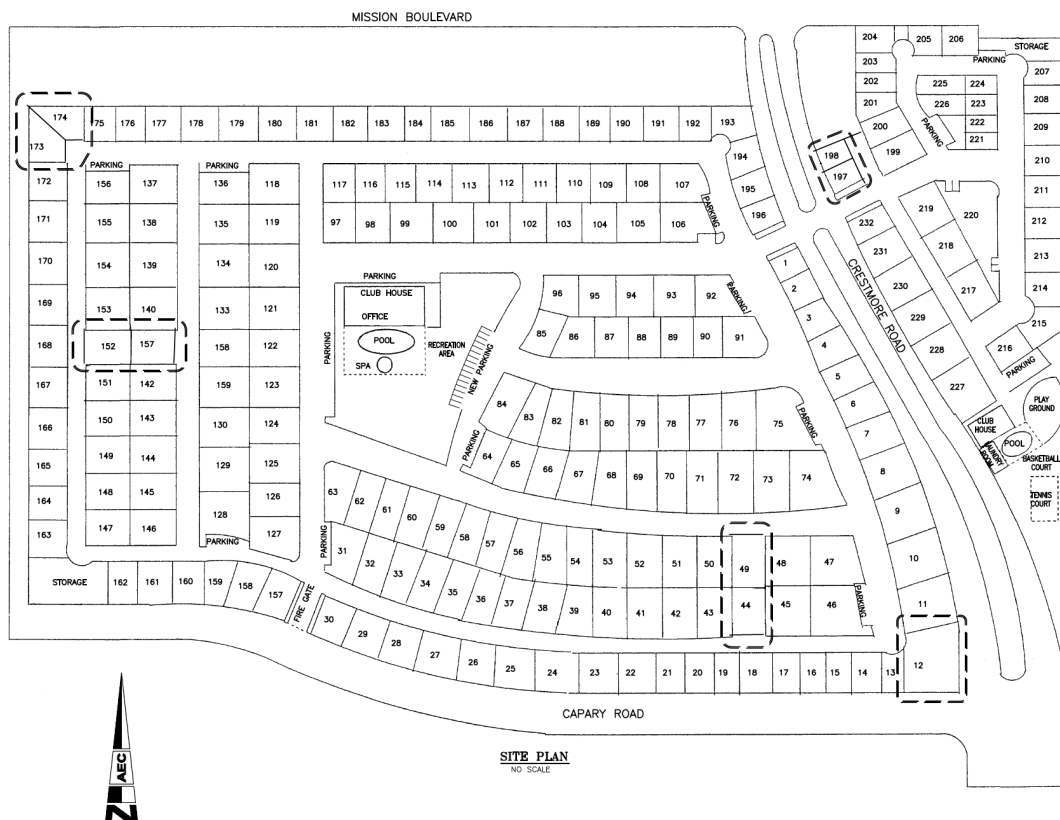 MISSION BOULEVARD
204 205 206
STORAGE
203 PARKING 207
202 225 224 208
201 226 223
200 PARKING 222 209
199 221
174 175 176 177 178 179 180 181 182 183 184 185 186 187 188 189 190 191 192 193
173
194 198 210
195 197 211
196 219 220 212
232 218 213
231 217 214
230 215
229 216
228 PARKING
227
CRESTMORE ROAD
PARKING PARKING
172 156 137 136 118 117 116 115 114 113 112 111 110 109 108 107
PARKING
171 155 138 135 119 97 98 99 100 101 102 103 104 105 106
170 154 139 134 120
169 153 140 133 121
168 152 157 158 122
167 151 142 159 123
166 150 143 130 124
165 149 144 129 125
164 148 145 128 126
163 147 146 PARKING 127
PARKING
CLUB HOUSE
OFFICE
POOL
SPA
RECREATION
AREA
PARKING
NEW PARKING
96 95 94 93 92 PARKING
85 86 87 88 89 90 91
84 83 82 81 80 79 78 77 76 75 PARKING
PARKING 64 65 66 67 68 69 70 71 72 73 74
1
2
3
4
5
6
7
8
9
10
11
12
PLAY
GROUND
CLUB
HOUSE
POOL
LAUNDRY
ROOM
BASKETBALL
COURT
TENNIS
COURT
63 62 61 60 59 58 57 56 55 54 53 52 51 50 49 48 47
PARKING 31 32 33 34 35 36 37 38 39 40 41 42 43 44 45 46 PARKING
STORAGE 162 161 160 159 158 157 FIRE GATE 30 29 28 27 26 25 24 23 22 21 20 19 18 17 16 15 14 13
CAPARY ROAD
SITE PLAN
NO SCALE
AEC
N